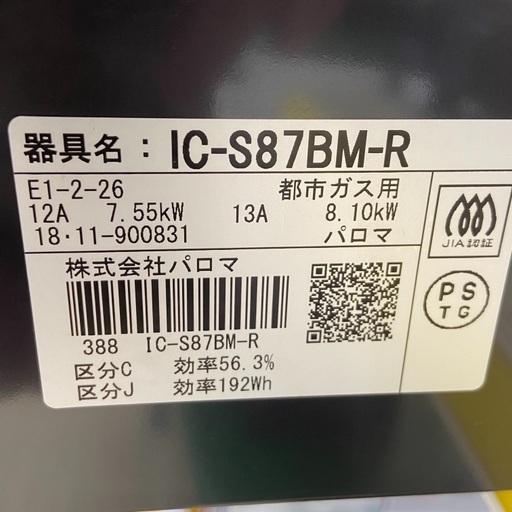 器具名：IC-S87BM-R
E1-2-26 都市ガス用
12A 7.55kW 13A 8.10kW
18・11-900831 パロマ
JIA認証
株式会社パロマ
PS
TG
388 IC-S87BM-R
区分C 効率56.3%
区分J 効率192Wh